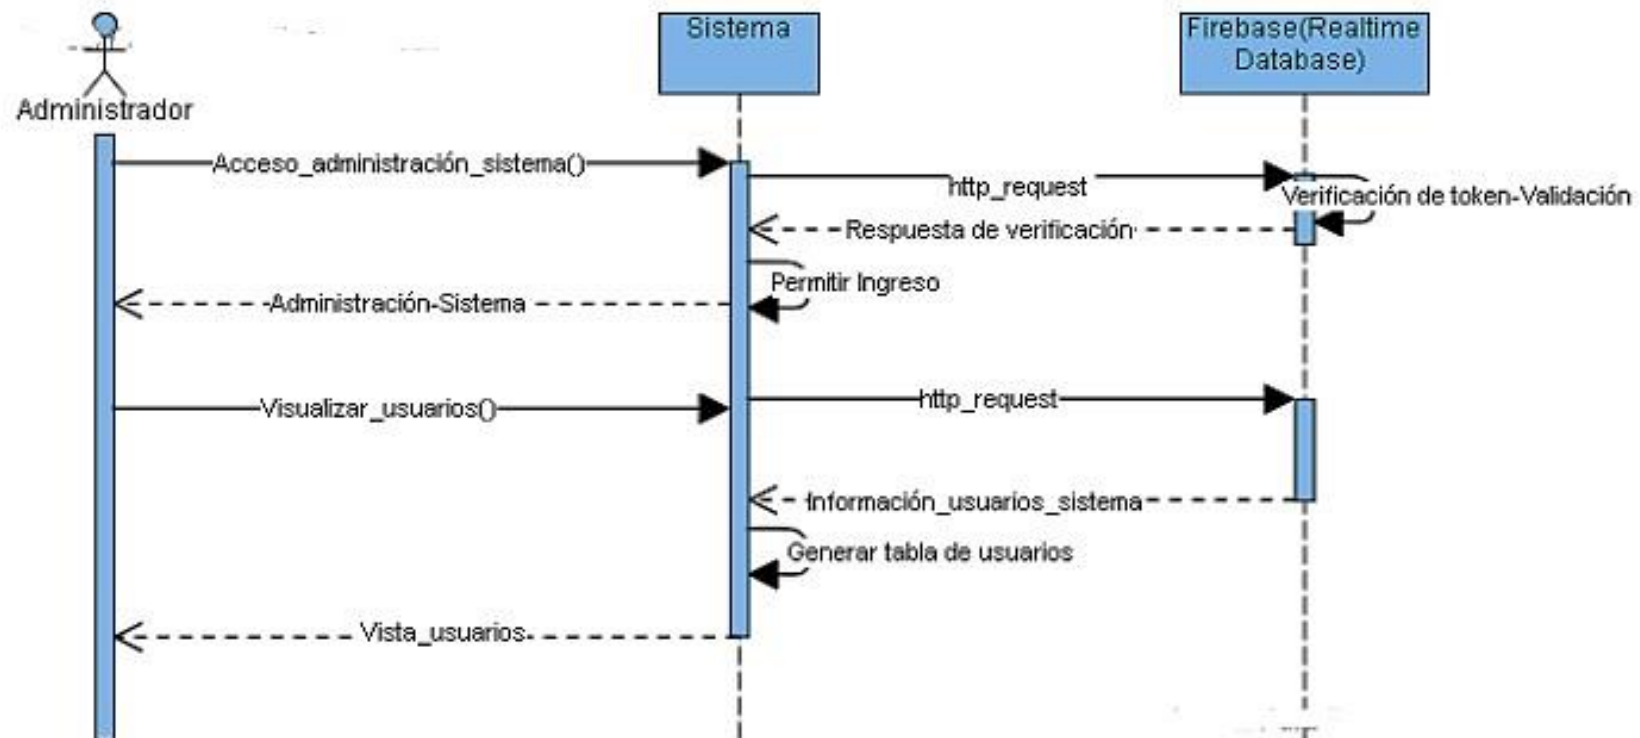 Sistema
Firebase(Realtime
Database)
Administrador
Acceso_administración_sistema()
http_request
Verificación de token-Validación
Respuesta de verificación
Permitir Ingreso
Administración-Sistema
Visualizar_usuarios()
http_request
Información_usuarios_sistema
Generar tabla de usuarios
Vista_usuarios